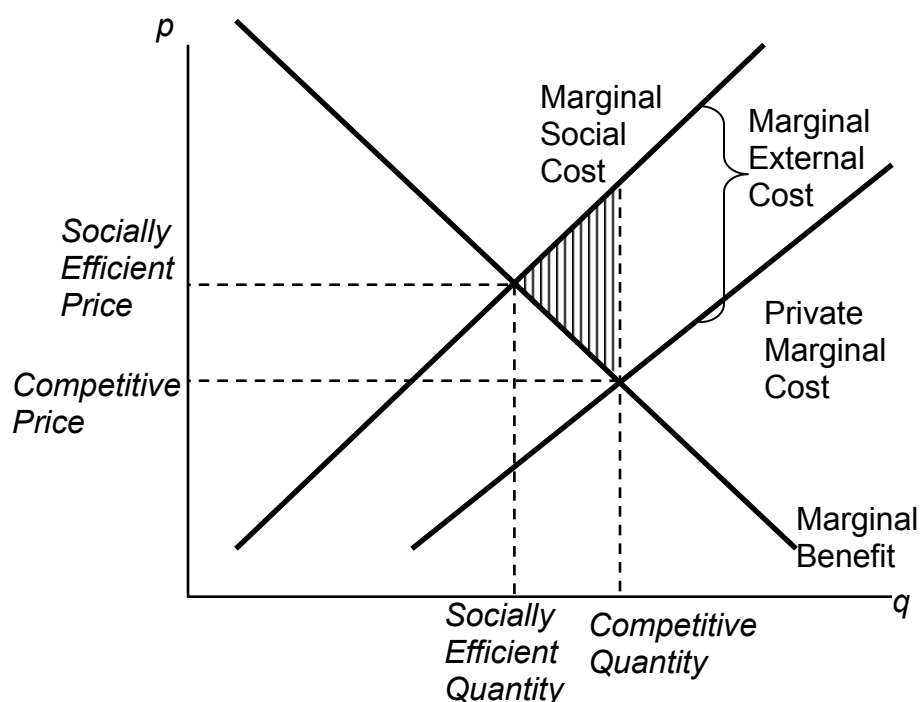 p
Marginal
Social
Cost
Marginal
External
Cost
Socially
Efficient
Price
Private
Marginal
Cost
Competitive
Price
Marginal
Benefit
q
Socially
Efficient
Quantity
Competitive
Quantity